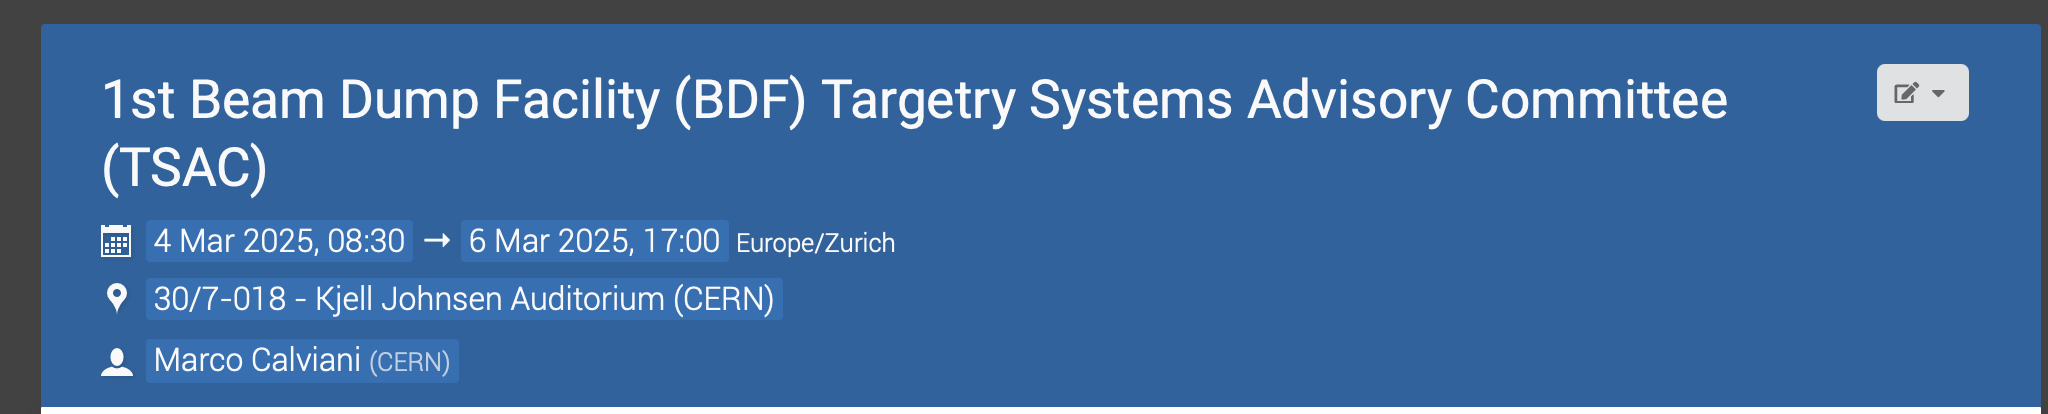 1st Beam Dump Facility (BDF) Targetry Systems Advisory Committee
(TSAC)
4 Mar 2025, 08:30 → 6 Mar 2025, 17:00 Europe/Zurich
30/7-018 - Kjell Johnsen Auditorium (CERN)
Marco Calviani (CERN)